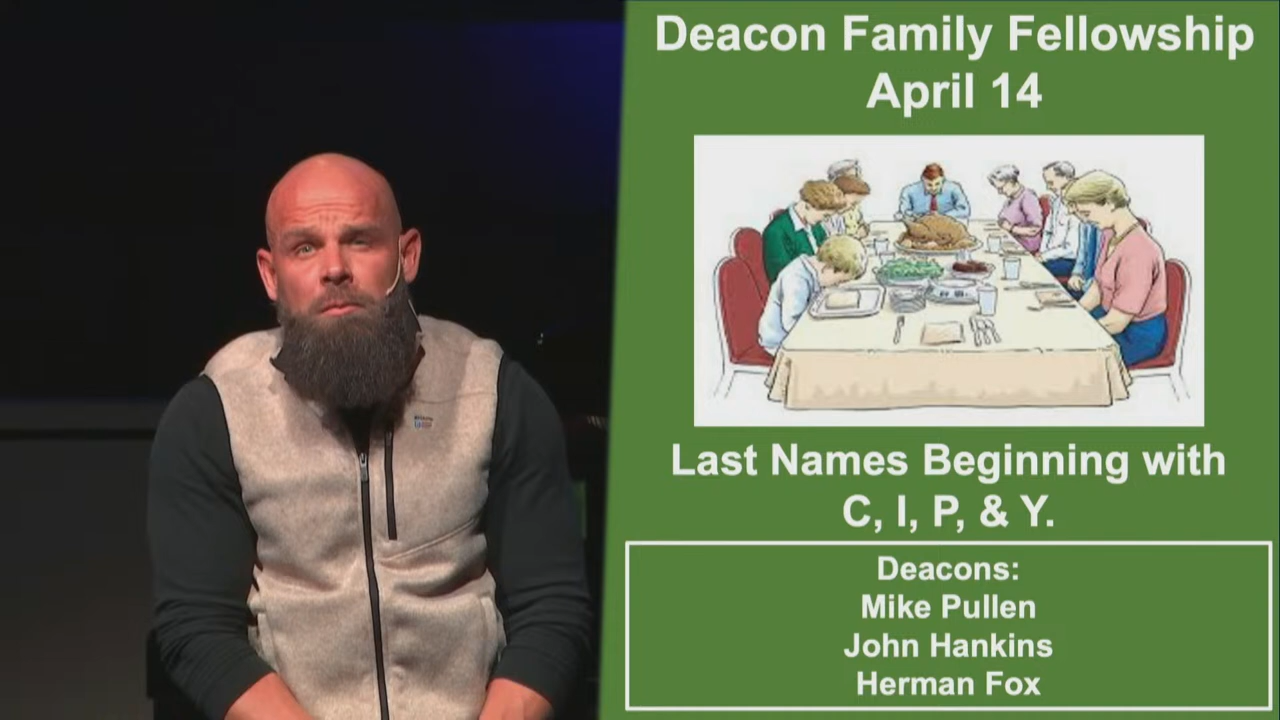 Deacon Family Fellowship
April 14
Last Names Beginning with
C, I, P, & Y.
Deacons:
Mike Pullen
John Hankins
Herman Fox